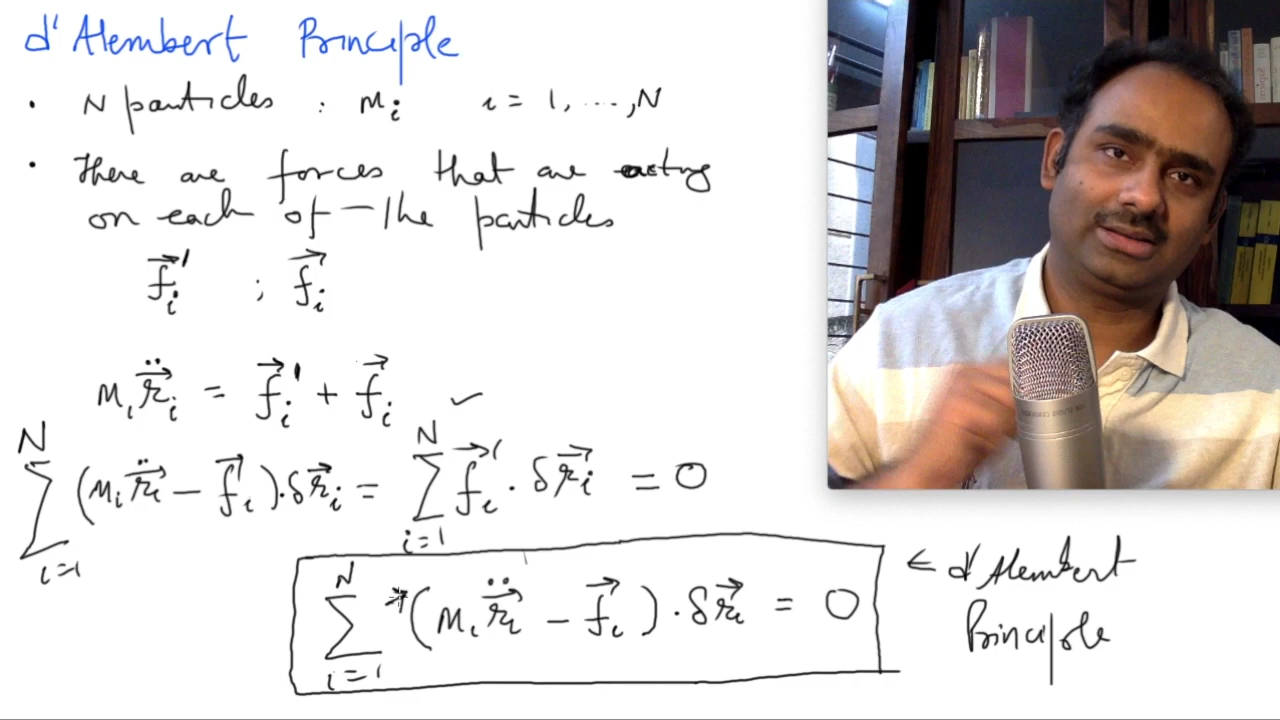 d'Alembert Principle
• N particles : mᵢ i = 1, ..., N
• There are forces that are acting
on each of the particles
f⃗ᵢ' ; f⃗ᵢ
mᵢ r̈⃗ᵢ = f⃗ᵢ' + f⃗ᵢ ✓
∑ᵢ₌₁ᴺ (mᵢ r̈⃗ᵢ − f⃗ᵢ)·δr⃗ᵢ = ∑ᵢ₌₁ᴺ f⃗ᵢ'·δr⃗ᵢ = 0
∑ᵢ₌₁ᴺ (mᵢ r̈⃗ᵢ − f⃗ᵢ)·δr⃗ᵢ = 0 ← d'Alembert
Principle